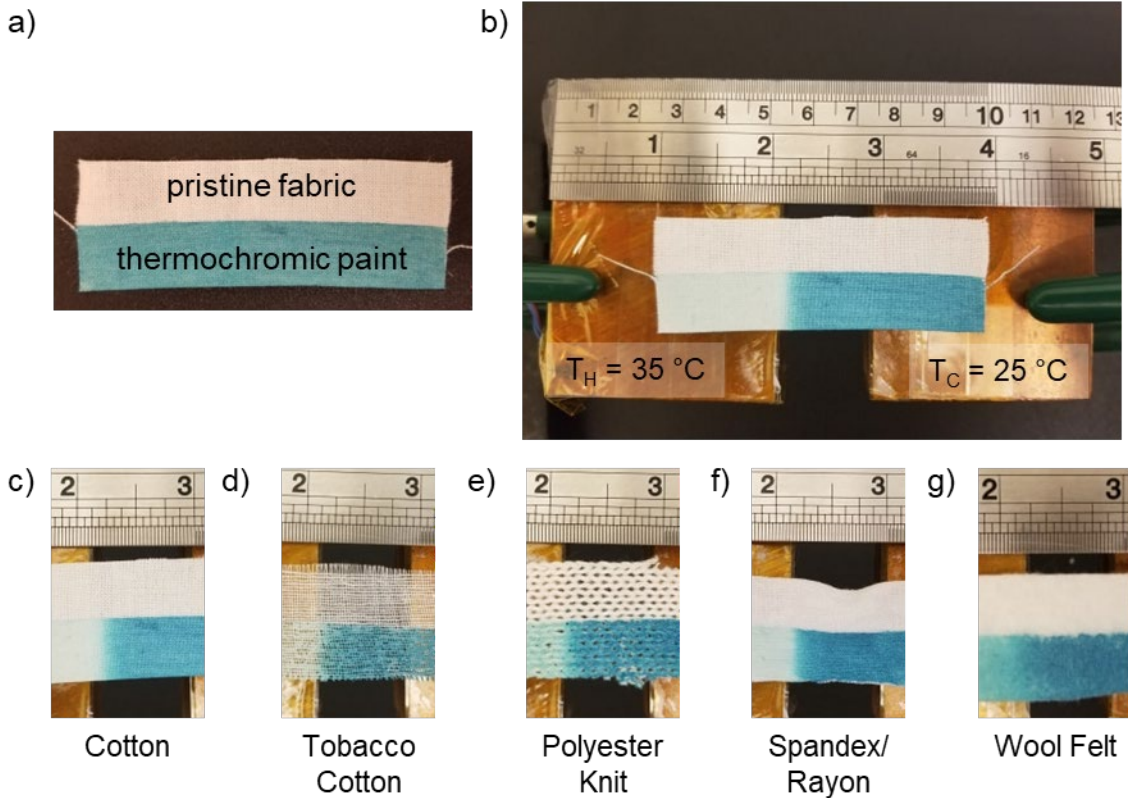 a)
pristine fabric
thermochromic paint
b)
1 2 3 4 5 6 7 8 9 10 11 12 13
32 1 2 3 64 4 16 5
T_H = 35 °C
T_C = 25 °C
c)
2 3
d)
2 3
e)
2 3
f)
2 3
g)
2 3
Cotton
Tobacco
Cotton
Polyester
Knit
Spandex/
Rayon
Wool Felt